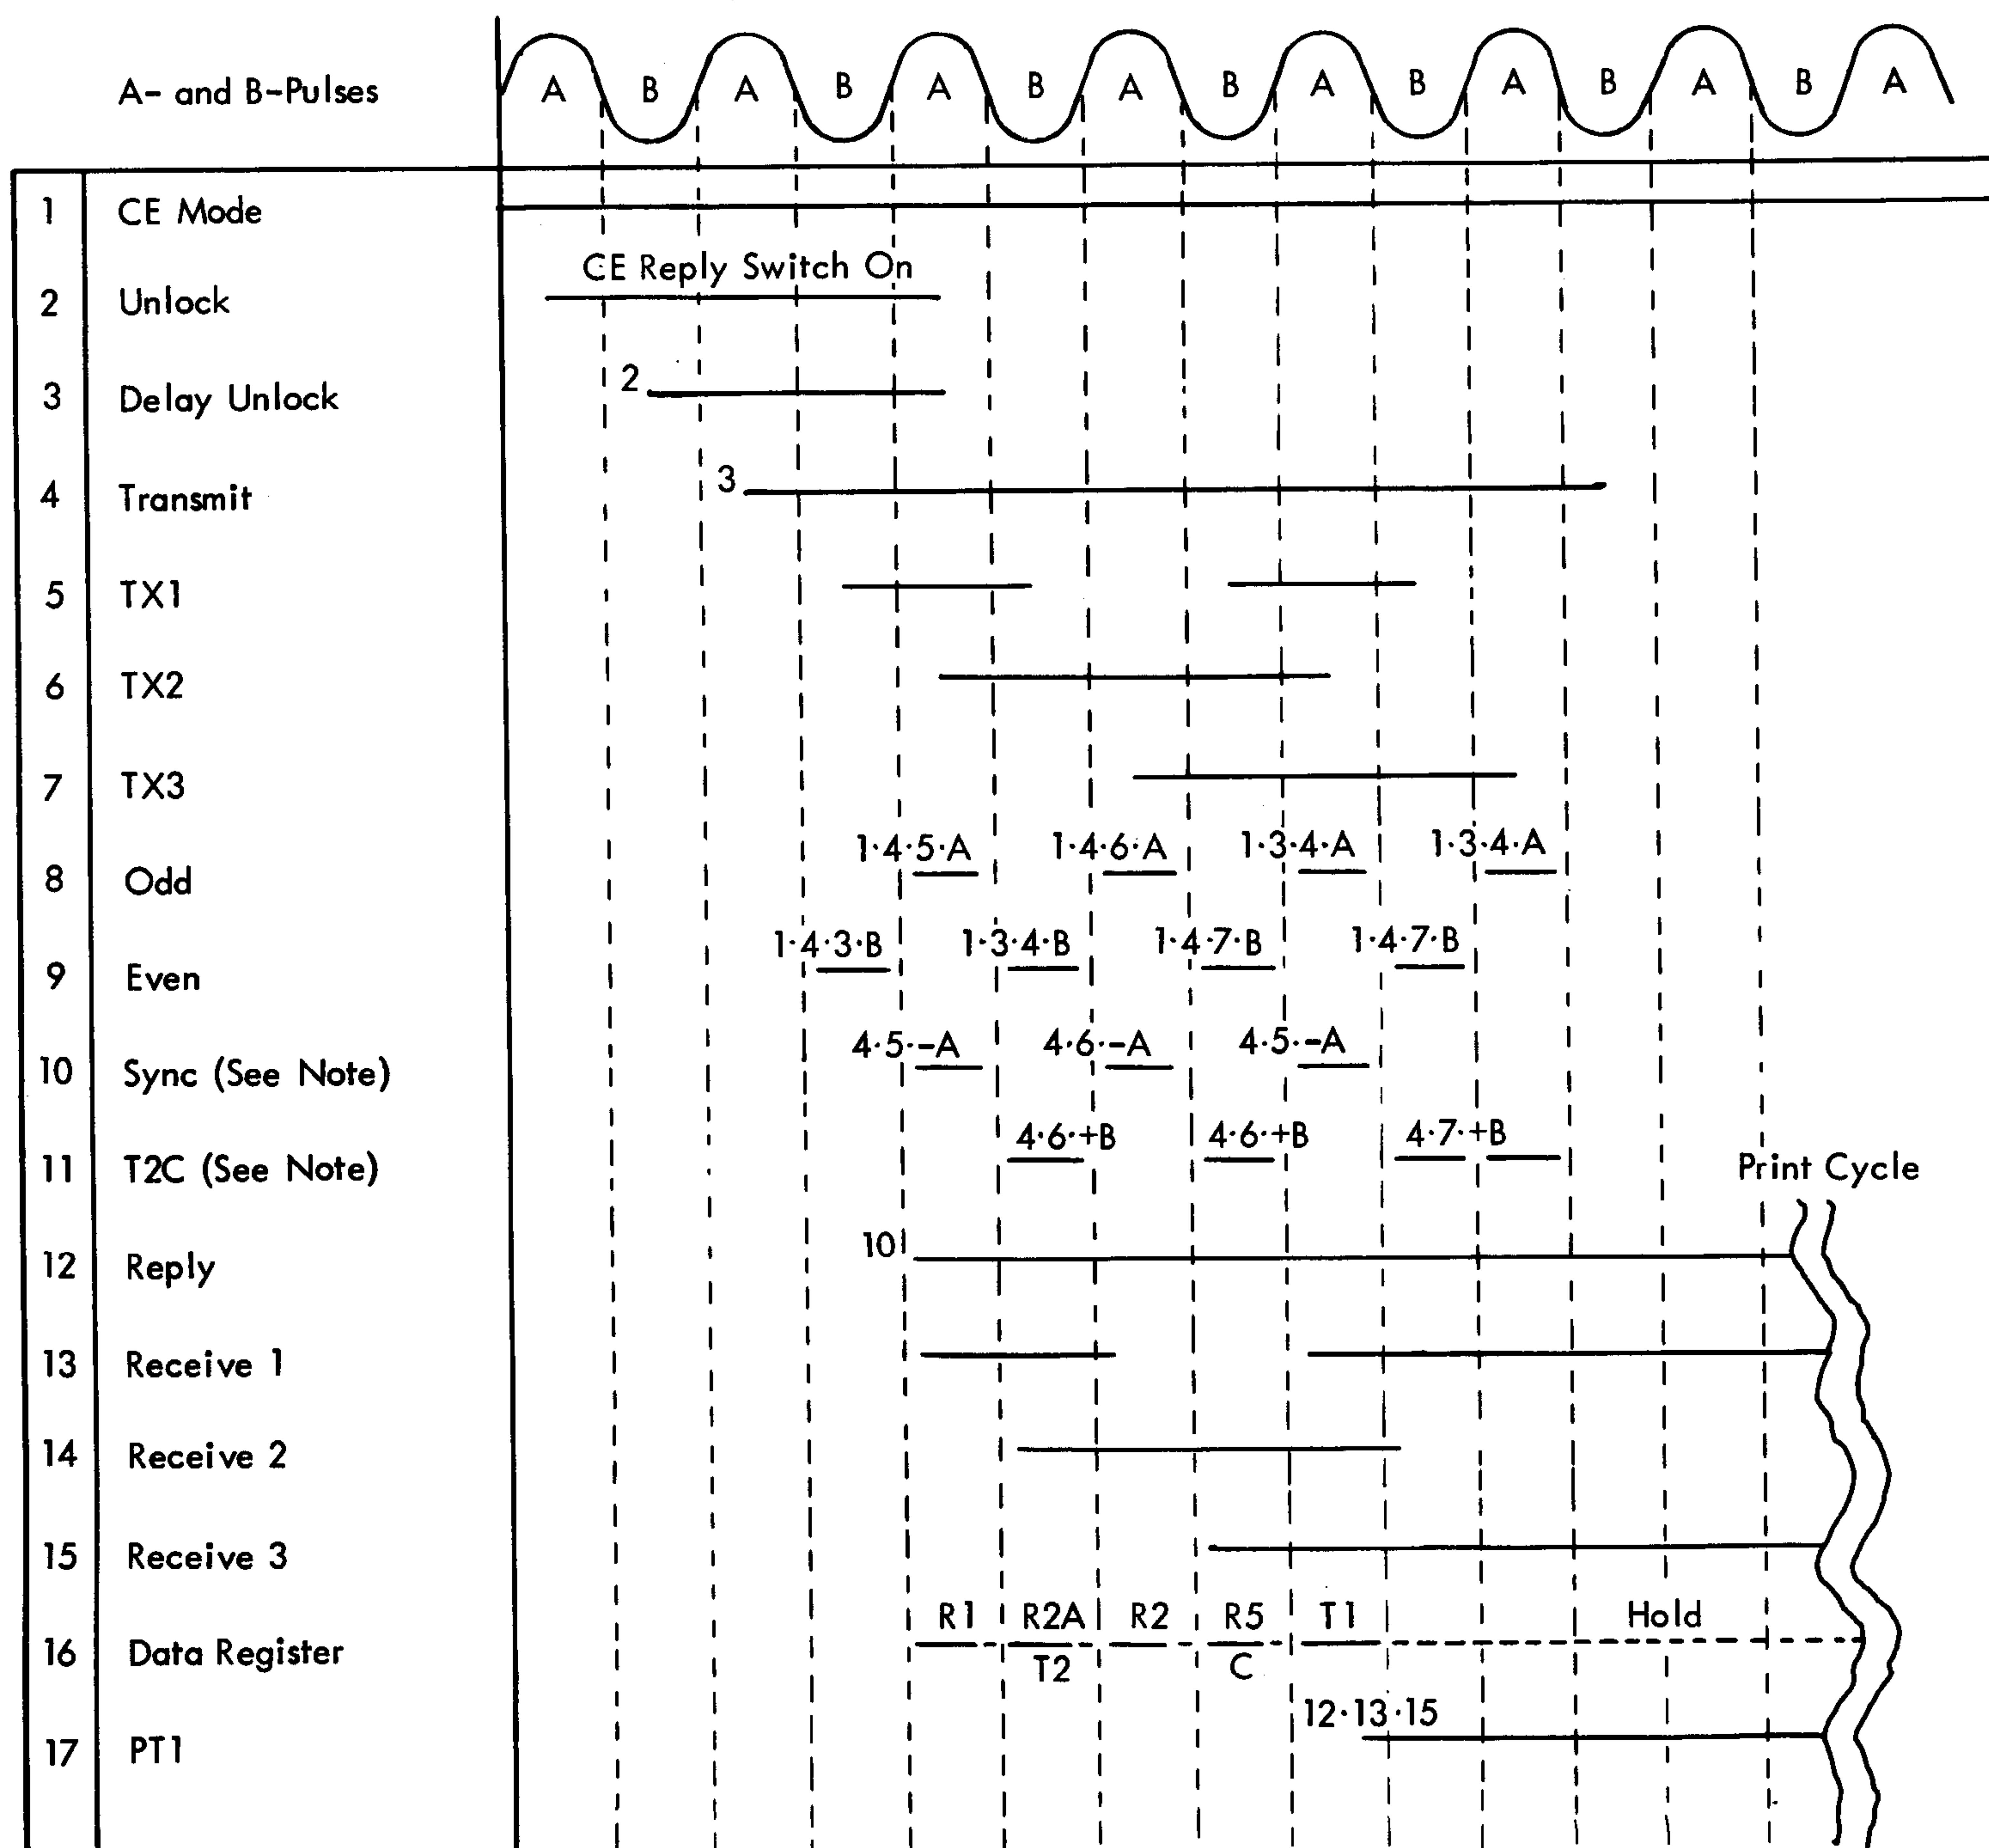 A- and B-Pulses A B A B A B A B A B A B A B A
1 CE Mode
CE Reply Switch On
2 Unlock
3 Delay Unlock 2
4 Transmit 3
5 TX1
6 TX2
7 TX3
1·4·5·A 1·4·6·A 1·3·4·A 1·3·4·A
8 Odd
1·4·3·B 1·3·4·B 1·4·7·B 1·4·7·B
9 Even
4·5·-A 4·6·-A 4·5·-A
10 Sync (See Note)
4·6·+B 4·6·+B 4·7·+B
11 T2C (See Note) Print Cycle
12 Reply 10
13 Receive 1
14 Receive 2
15 Receive 3
R1 R2A R2 R5 T1 Hold
16 Data Register T2 C
12·13·15
17 PT1